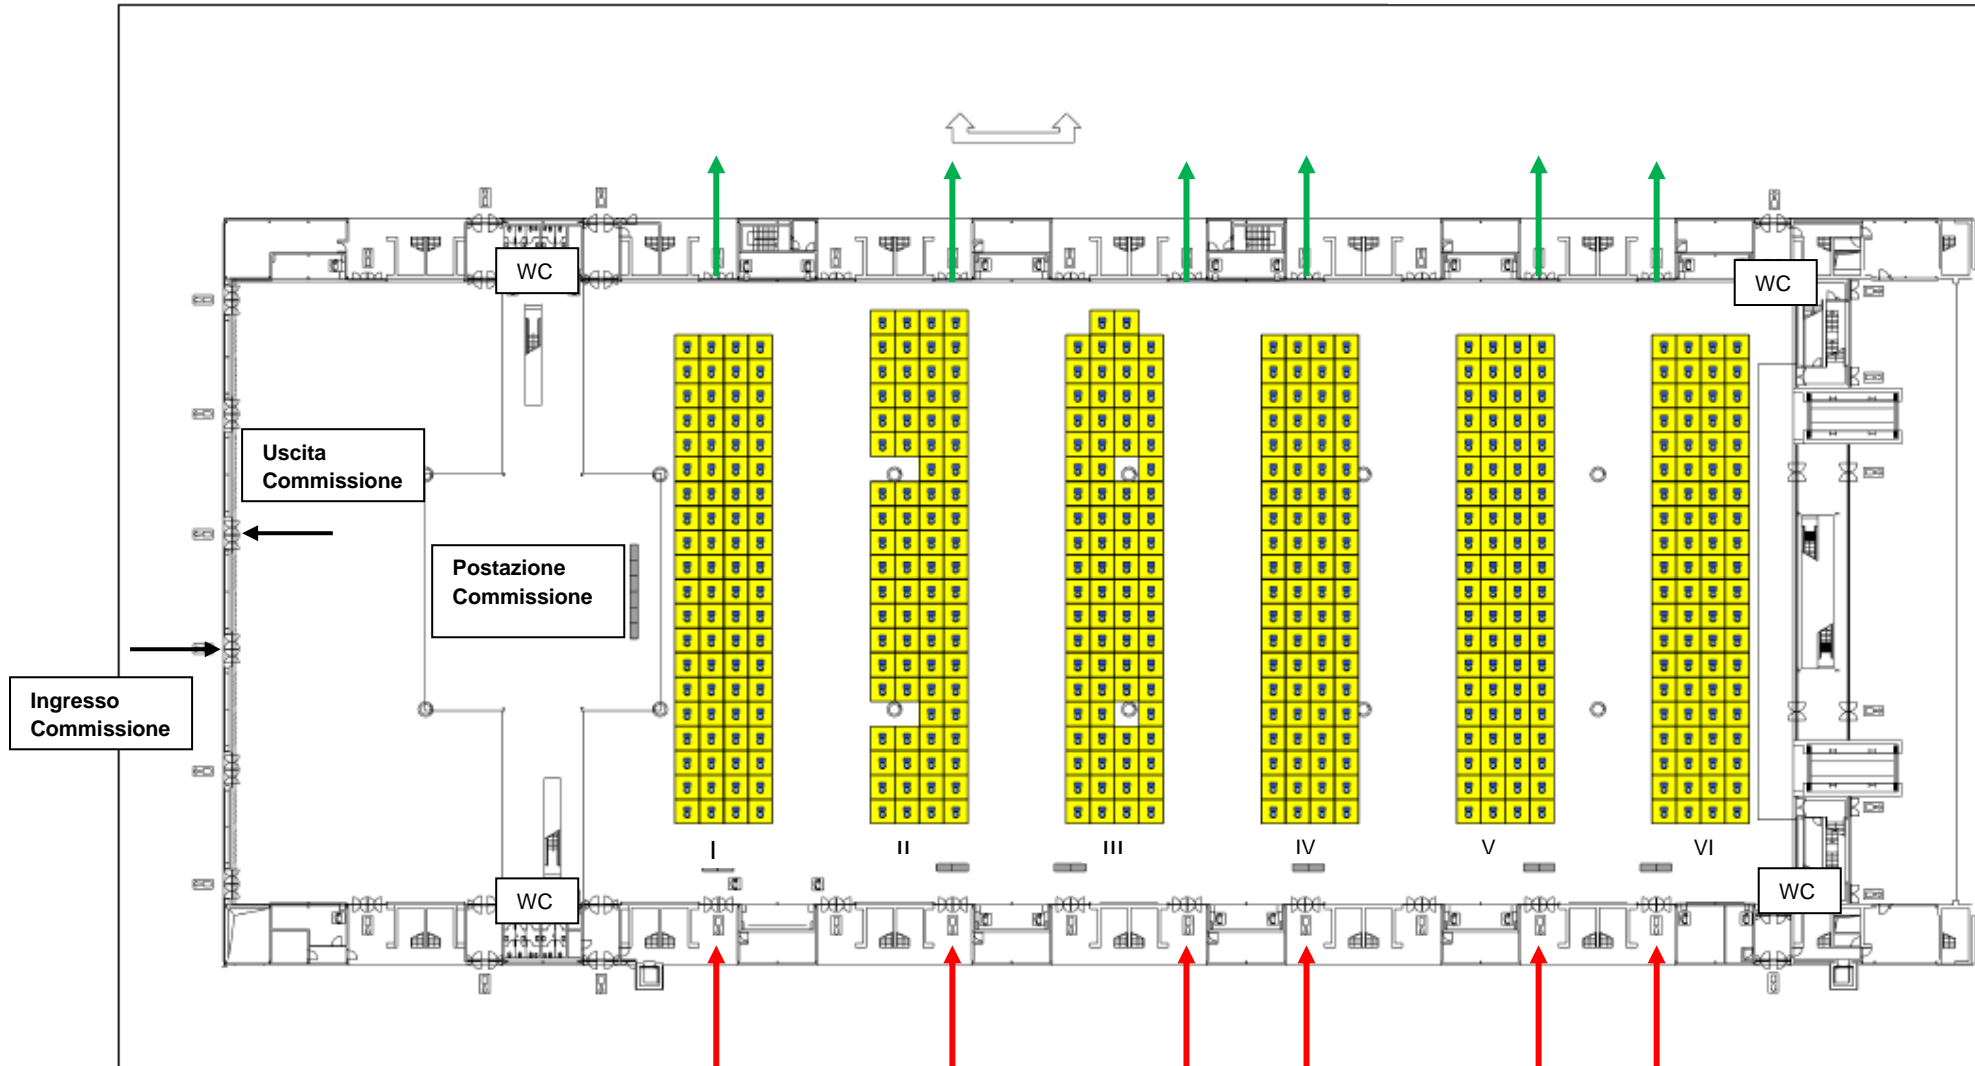 WC
WC
Uscita
Commissione
Postazione
Commissione
Ingresso
Commissione
I
II
III
IV
V
VI
WC
WC